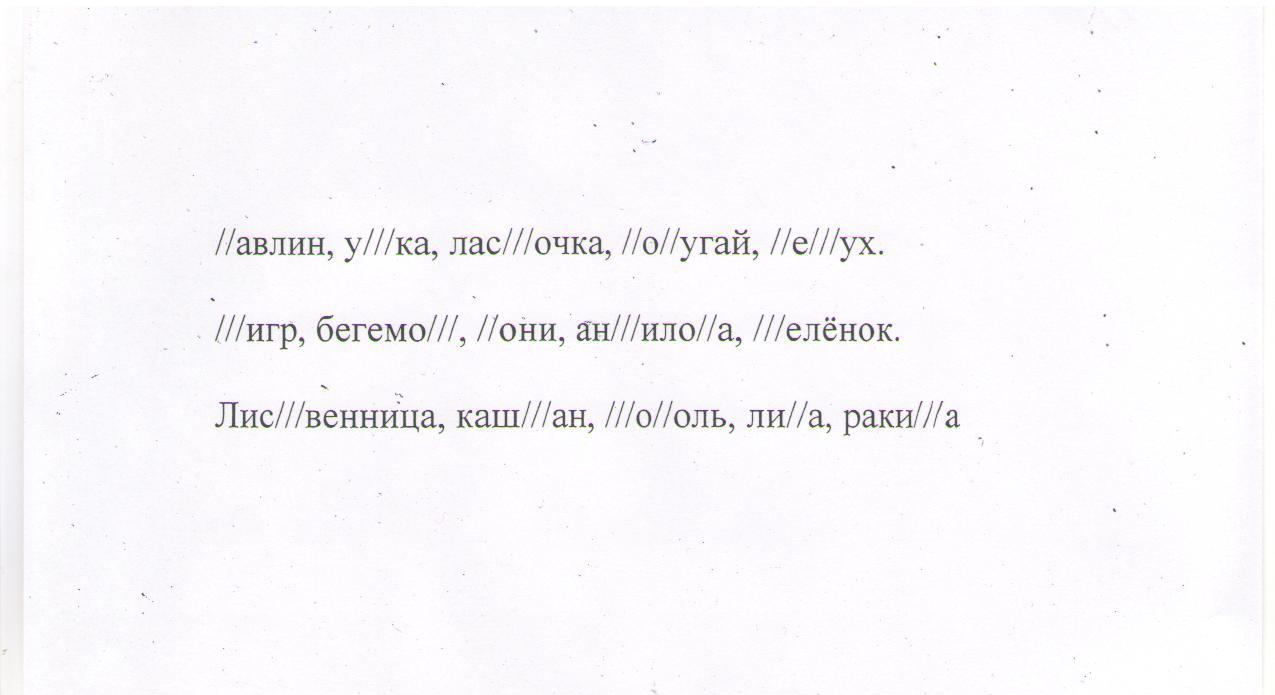 //авлин, у///ка, лас///очка, //о//угай, //е///ух.
///игр, бегемо///, //они, ан///ило//а, ///елёнок.
Лис///венница, каш///ан, ///о//оль, ли//а, раки///а